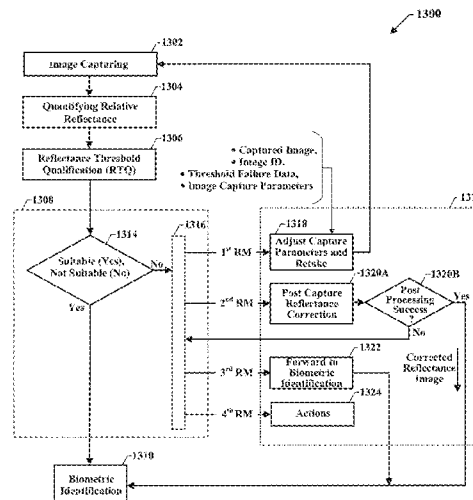 1300
1302
Image Capturing
1304
Quantifying Relative
Reflectance
1306
Reflectance Threshold
Qualification (RTQ)
• Captured Image,
• Image ID,
• Threshold Failure Data,
• Image Capture Parameters
1308
1314
Suitable (Yes),
Not Suitable (No)
No
Yes
1316
1st RM
1318
Adjust Capture
Parameters and
Retake
2nd RM
1320A
Post Capture
Reflectance
Correction
1320B
Post
Processing
Success
?
Yes
No
Corrected
Reflectance
Image
3rd RM
1322
Forward to
Biometric
Identification
4th RM
1324
Actions
1310
Biometric
Identification